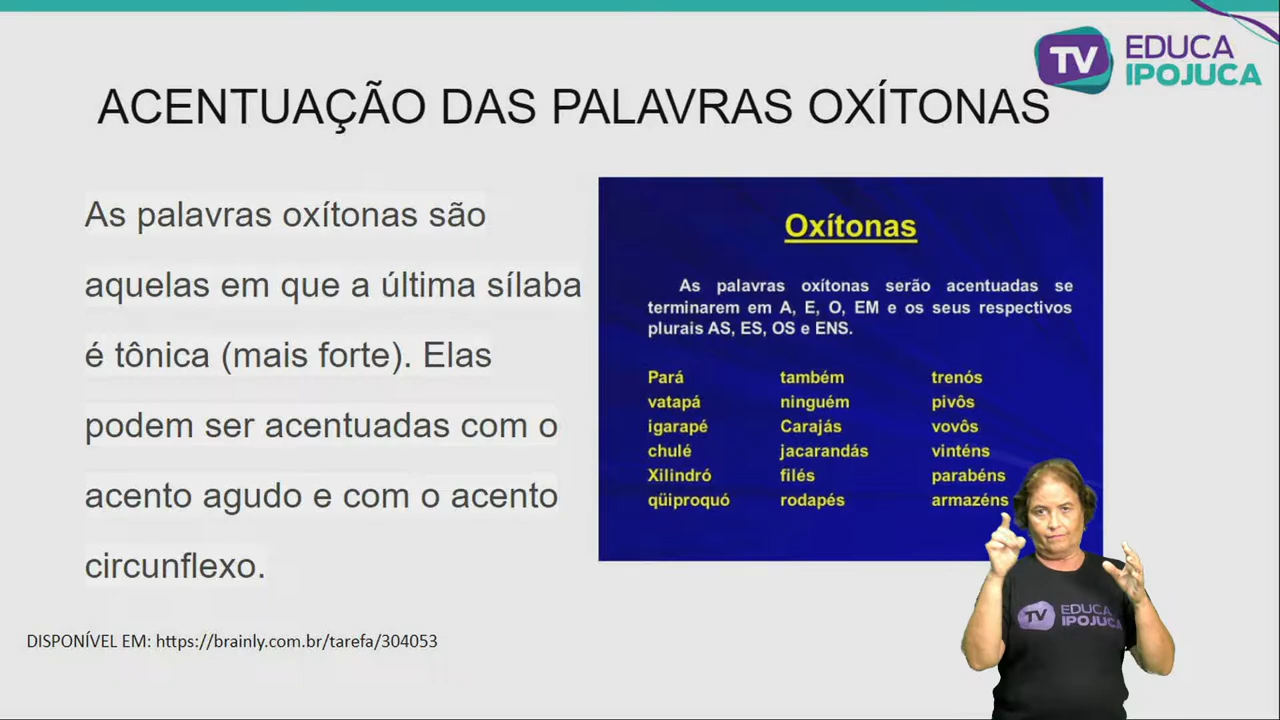 TV EDUCA
IPOJUCA
ACENTUAÇÃO DAS PALAVRAS OXÍTONAS
As palavras oxítonas são
aquelas em que a última sílaba
é tônica (mais forte). Elas
podem ser acentuadas com o
acento agudo e com o acento
circunflexo.
Oxítonas
As palavras oxítonas serão acentuadas se
terminarem em A, E, O, EM e os seus respectivos
plurais AS, ES, OS e ENS.
Pará também trenós
vatapá ninguém pivôs
igarapé Carajás vovôs
chulé jacarandás vinténs
Xilindró filés parabéns
qüiproquó rodapés armazéns
DISPONÍVEL EM: https://brainly.com.br/tarefa/304053
TV EDUCA
IPOJUCA